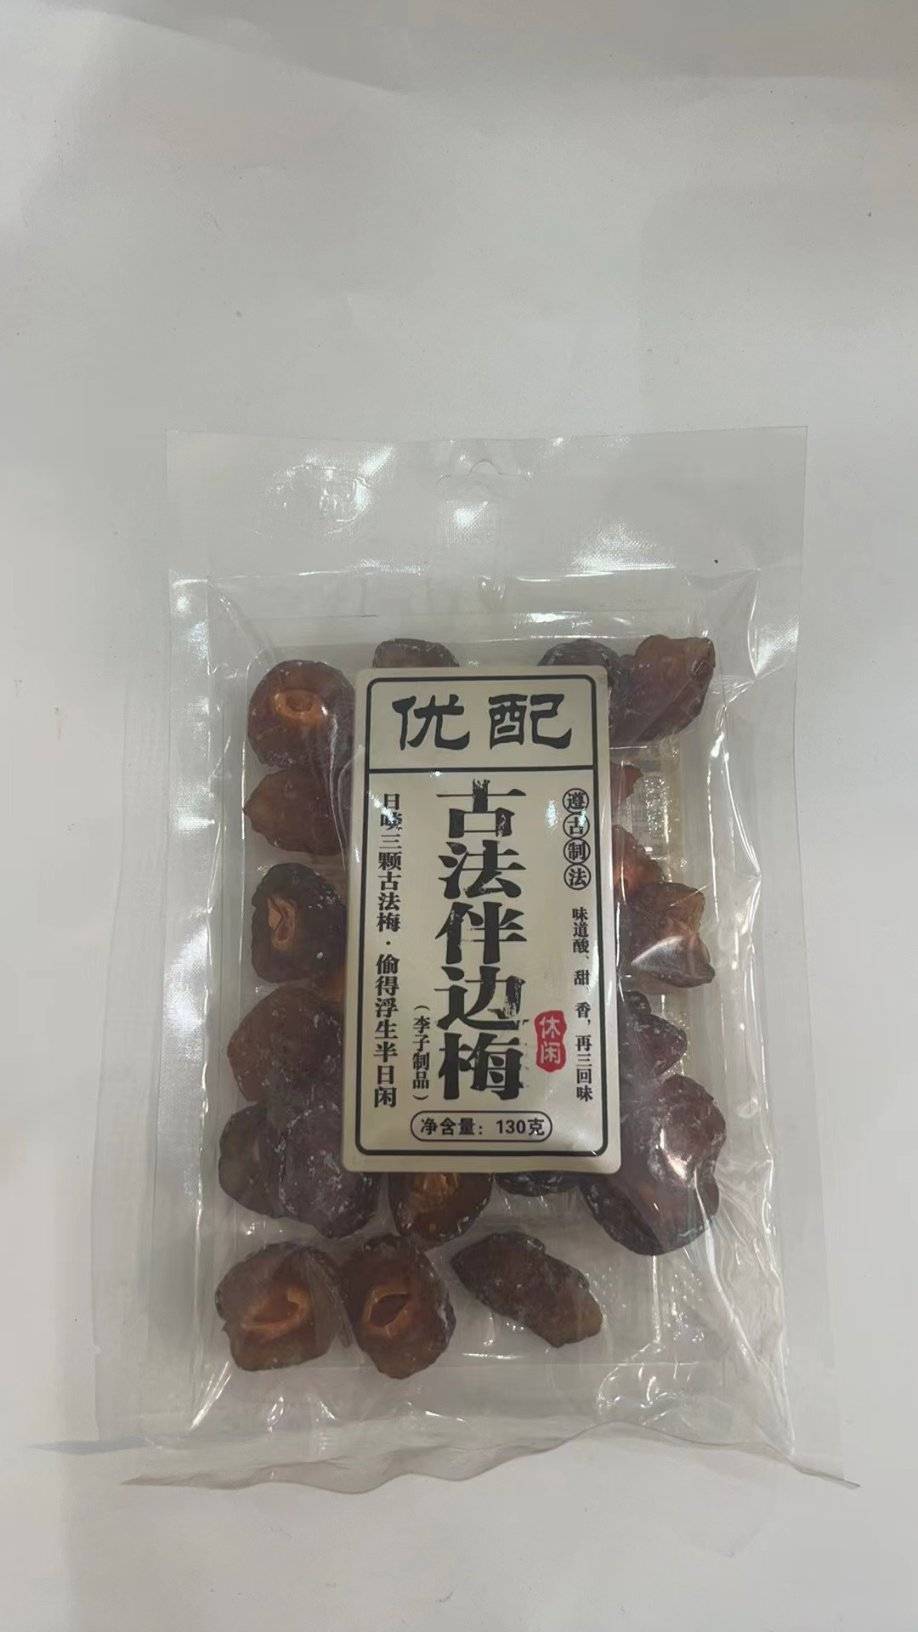 优配
遵古制法
味道酸、甜、香，再三回味
古法伴边梅
休闲
（李子制品）
日啖三颗古法梅·偷得浮生半日闲
净含量：130克